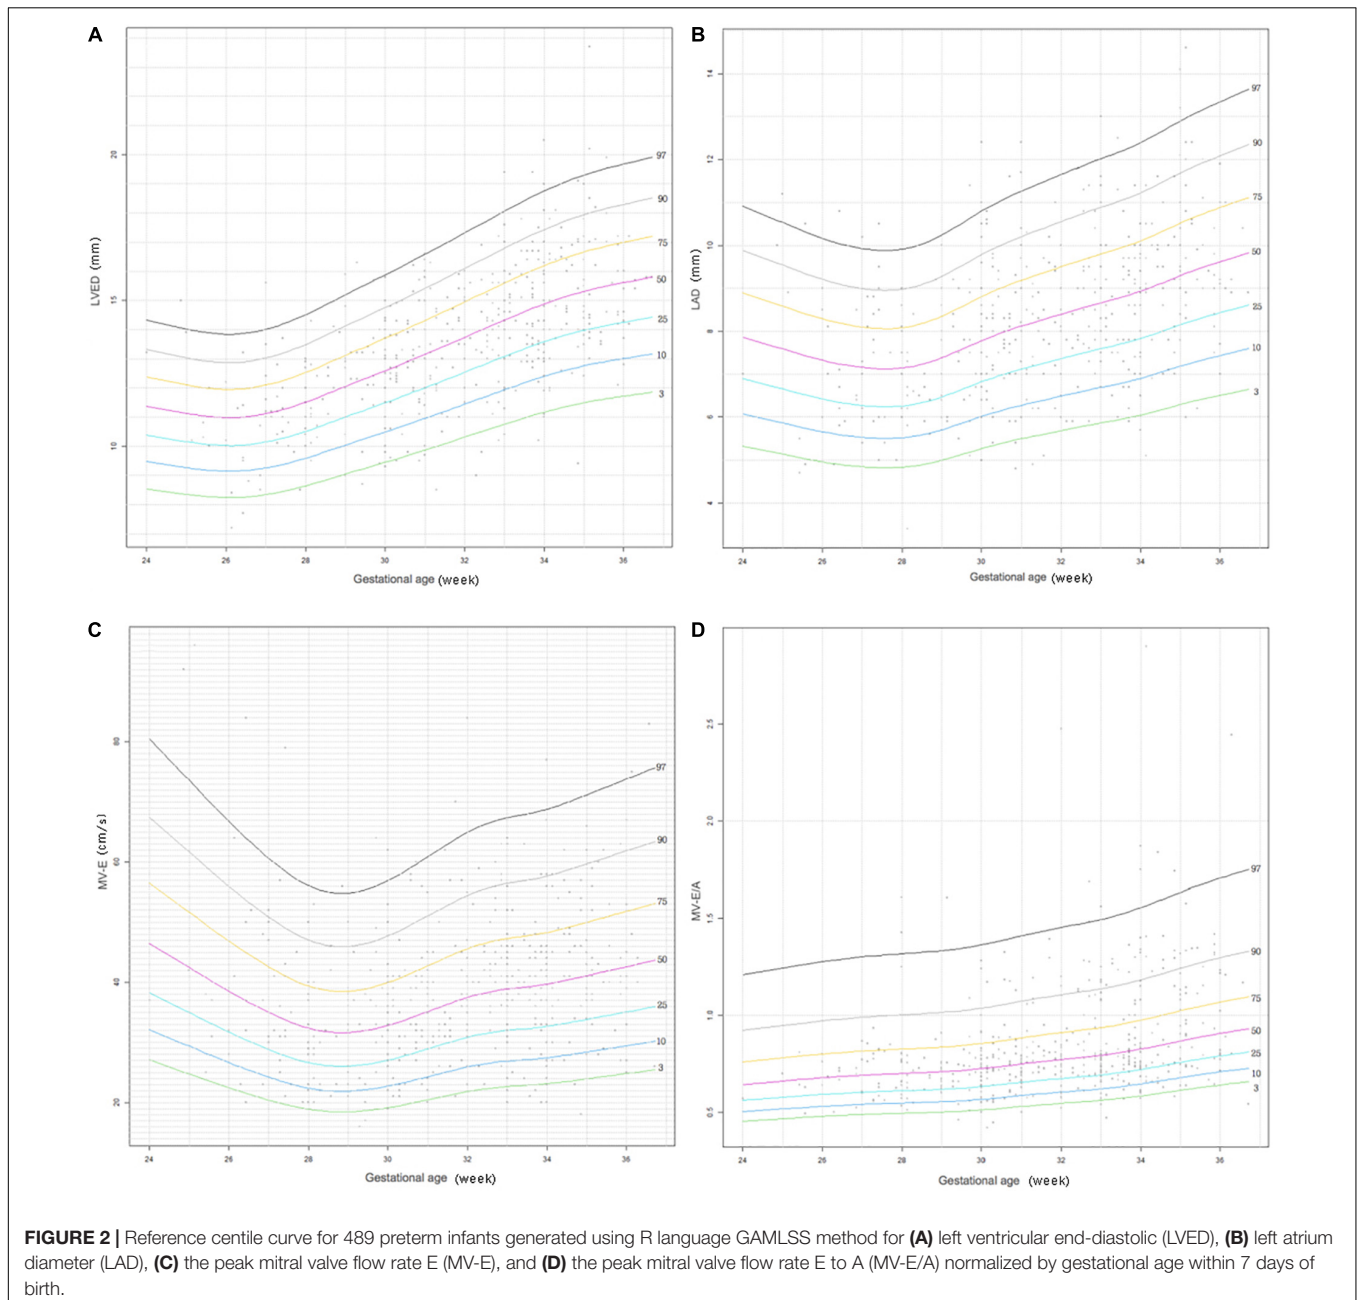 A
LVED (mm)
20
15
10
97
90
75
50
25
10
3
24 26 28 30 32 34 36
Gestational age (week)
B
LAD (mm)
14
12
10
8
6
4
97
90
75
50
25
10
3
24 26 28 30 32 34 36
Gestational age (week)
C
MV-E (cm/s)
80
60
40
20
97
90
75
50
25
10
3
24 26 28 30 32 34 36
Gestational age (week)
D
MV-E/A
2.5
2.0
1.5
1.0
0.5
97
90
75
50
25
10
3
24 26 28 30 32 34 36
Gestational age (week)
FIGURE 2 | Reference centile curve for 489 preterm infants generated using R language GAMLSS method for (A) left ventricular end-diastolic (LVED), (B) left atrium
diameter (LAD), (C) the peak mitral valve flow rate E (MV-E), and (D) the peak mitral valve flow rate E to A (MV-E/A) normalized by gestational age within 7 days of
birth.